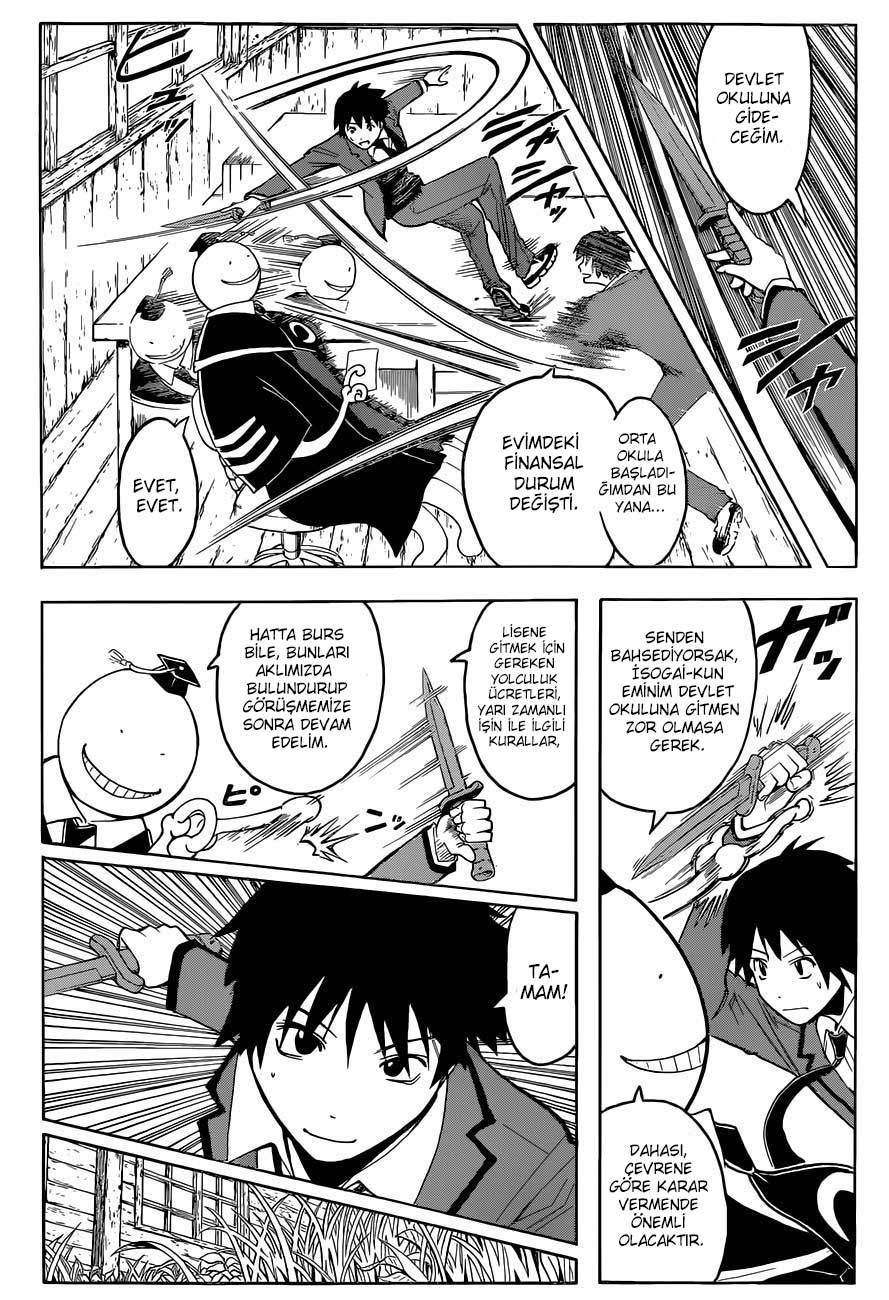 DEVLET
OKULUNA
GİDE-
CEĞİM.
ORTA
OKULA
BAŞLADI-
ĞIMDAN BU
YANA...
EVİMDEKİ
FİNANSAL
DURUM
DEĞİŞTİ.
EVET,
EVET.
SENDEN
BAHSEDİYORSAK,
İSOGAI-KUN
EMİNİM DEVLET
OKULUNA GİTMEN
ZOR OLMASA
GEREK.
DAHASI,
ÇEVRENE
GÖRE KARAR
VERMENDE
ÖNEMLİ
OLACAKTIR.
LİSENE
GİTMEK İÇİN
GEREKEN
YOLCULUK
ÜCRETLERİ,
YARI ZAMANLI
İŞİN İLE İLGİLİ
KURALLAR,
HATTA BURS
BİLE, BUNLARI
AKLIMIZDA
BULUNDURUP
GÖRÜŞMEMİZE
SONRA DEVAM
EDELİM.
ピ
TA-
MAM!